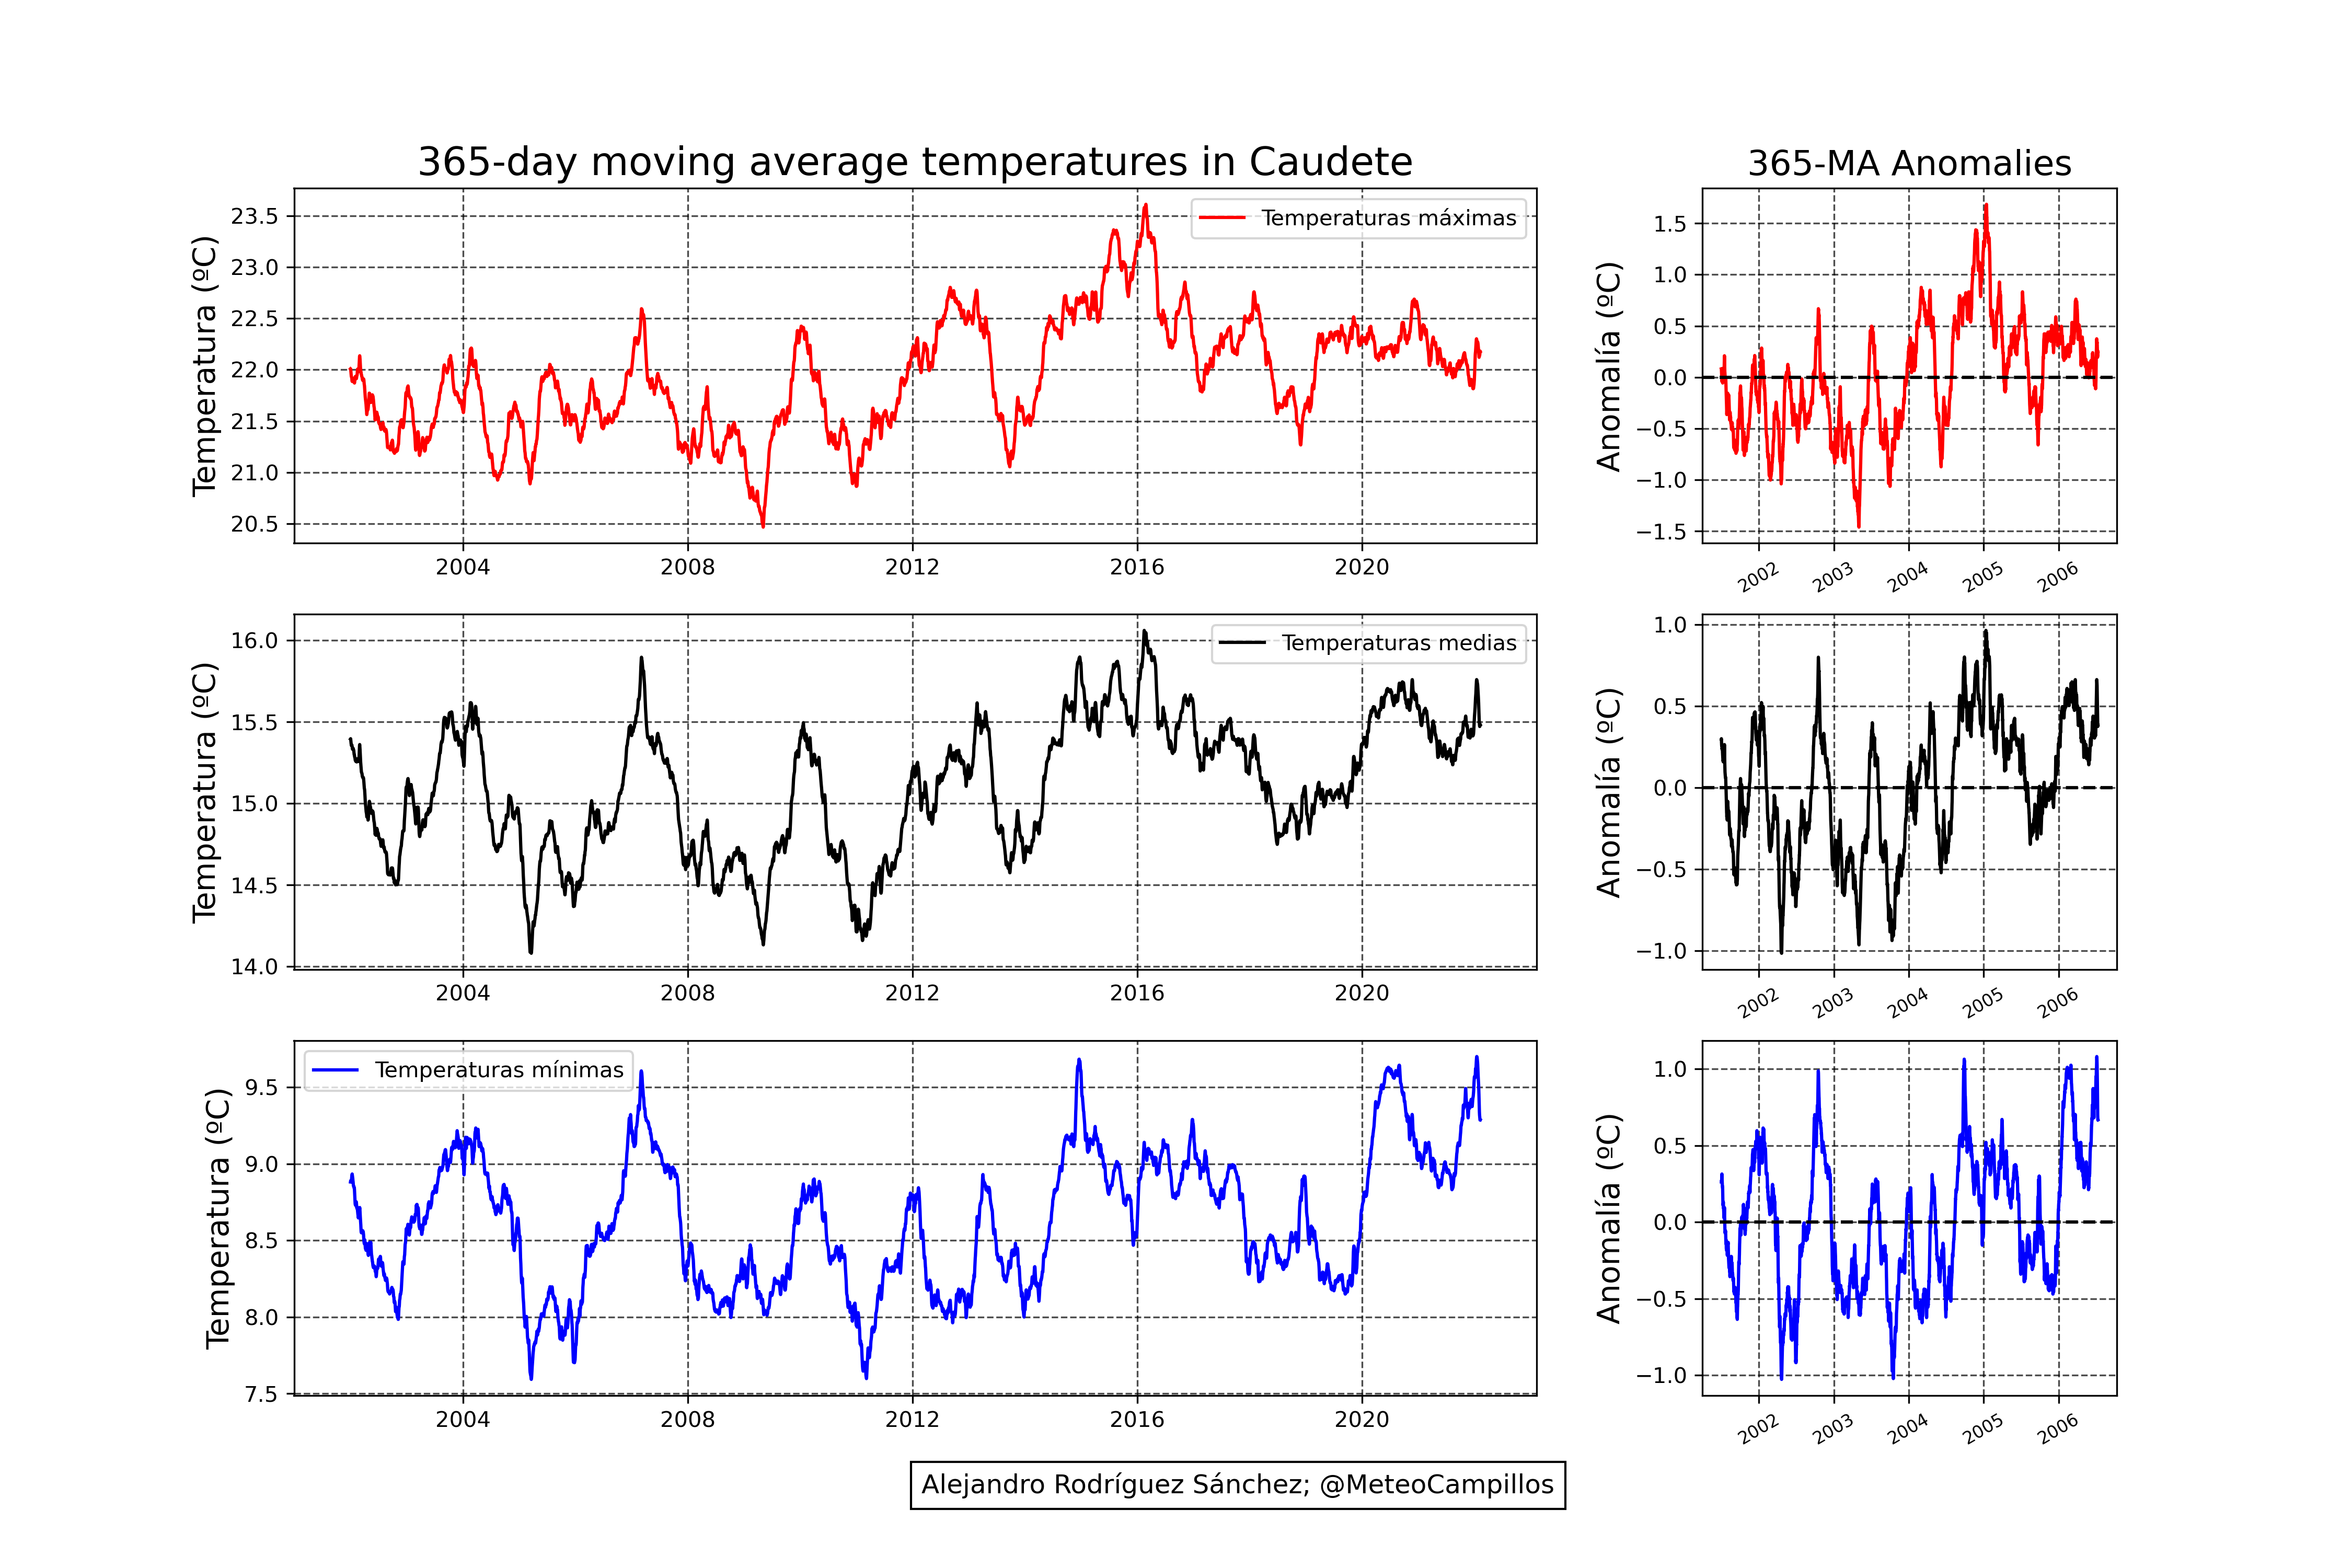 365-day moving average temperatures in Caudete
Temperatura (ºC)
23.5
23.0
22.5
22.0
21.5
21.0
20.5
Temperaturas máximas
2004 2008 2012 2016 2020
365-MA Anomalies
Anomalía (ºC)
1.5
1.0
0.5
0.0
−0.5
−1.0
−1.5
2002 2003 2004 2005 2006
Temperatura (ºC)
16.0
15.5
15.0
14.5
14.0
Temperaturas medias
2004 2008 2012 2016 2020
Anomalía (ºC)
1.0
0.5
0.0
−0.5
−1.0
2002 2003 2004 2005 2006
Temperatura (ºC)
9.5
9.0
8.5
8.0
7.5
Temperaturas mínimas
2004 2008 2012 2016 2020
Anomalía (ºC)
1.0
0.5
0.0
−0.5
−1.0
2002 2003 2004 2005 2006
Alejandro Rodríguez Sánchez; @MeteoCampillos